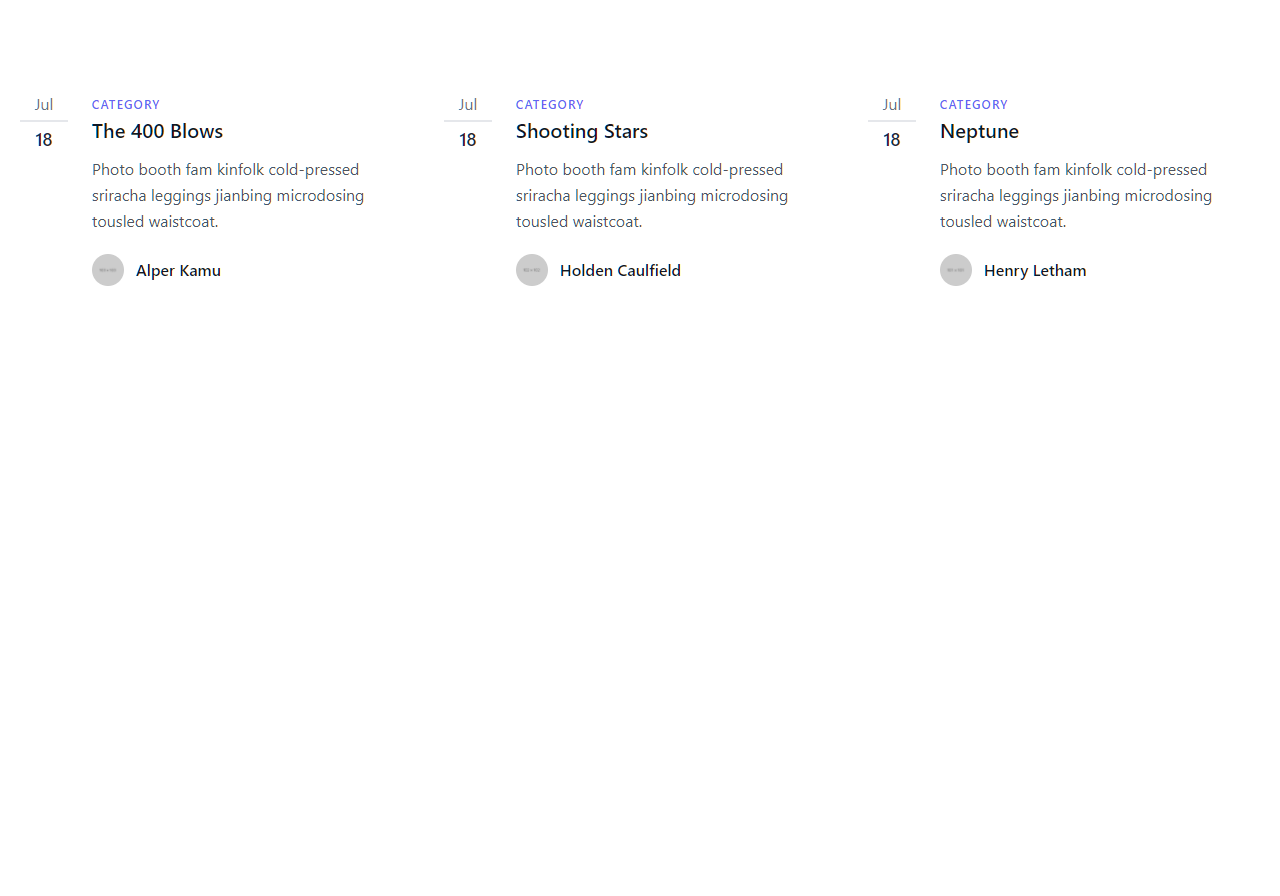 Jul
18
CATEGORY
The 400 Blows
Photo booth fam kinfolk cold-pressed
sriracha leggings jianbing microdosing
tousled waistcoat.
Alper Kamu
Jul
18
CATEGORY
Shooting Stars
Photo booth fam kinfolk cold-pressed
sriracha leggings jianbing microdosing
tousled waistcoat.
Holden Caulfield
Jul
18
CATEGORY
Neptune
Photo booth fam kinfolk cold-pressed
sriracha leggings jianbing microdosing
tousled waistcoat.
Henry Letham